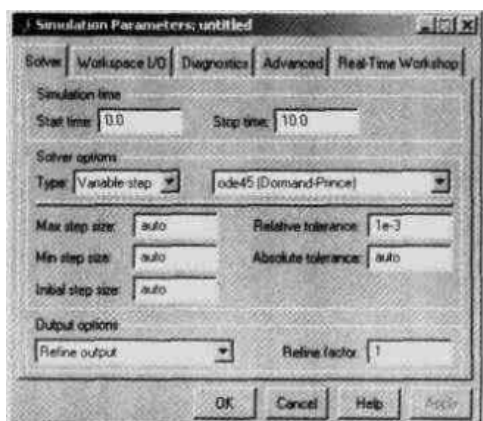 Simulation Parameters: untitled
Solver Workspace I/O Diagnostics Advanced Real-Time Workshop
Simulation time
Start time: 0.0 Stop time: 10.0
Solver options
Type: Variable-step ode45 (Dormand-Prince)
Max step size: auto Relative tolerance: 1e-3
Min step size: auto Absolute tolerance: auto
Initial step size: auto
Output options
Refine output Refine factor: 1
OK Cancel Help Apply